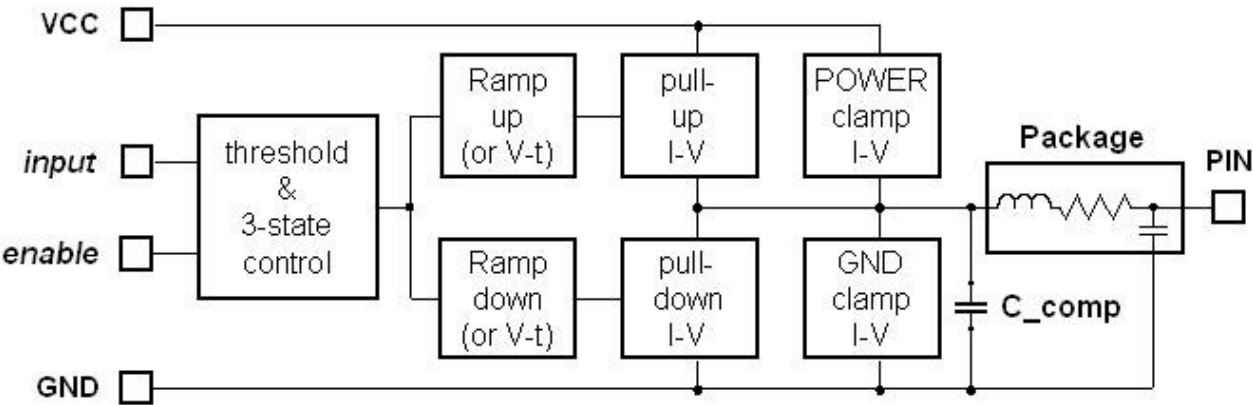 VCC
Ramp
up
(or V-t)
pull-
up
I-V
POWER
clamp
I-V
input
threshold
&
3-state
control
Package
PIN
enable
Ramp
down
(or V-t)
pull-
down
I-V
GND
clamp
I-V
C_comp
GND